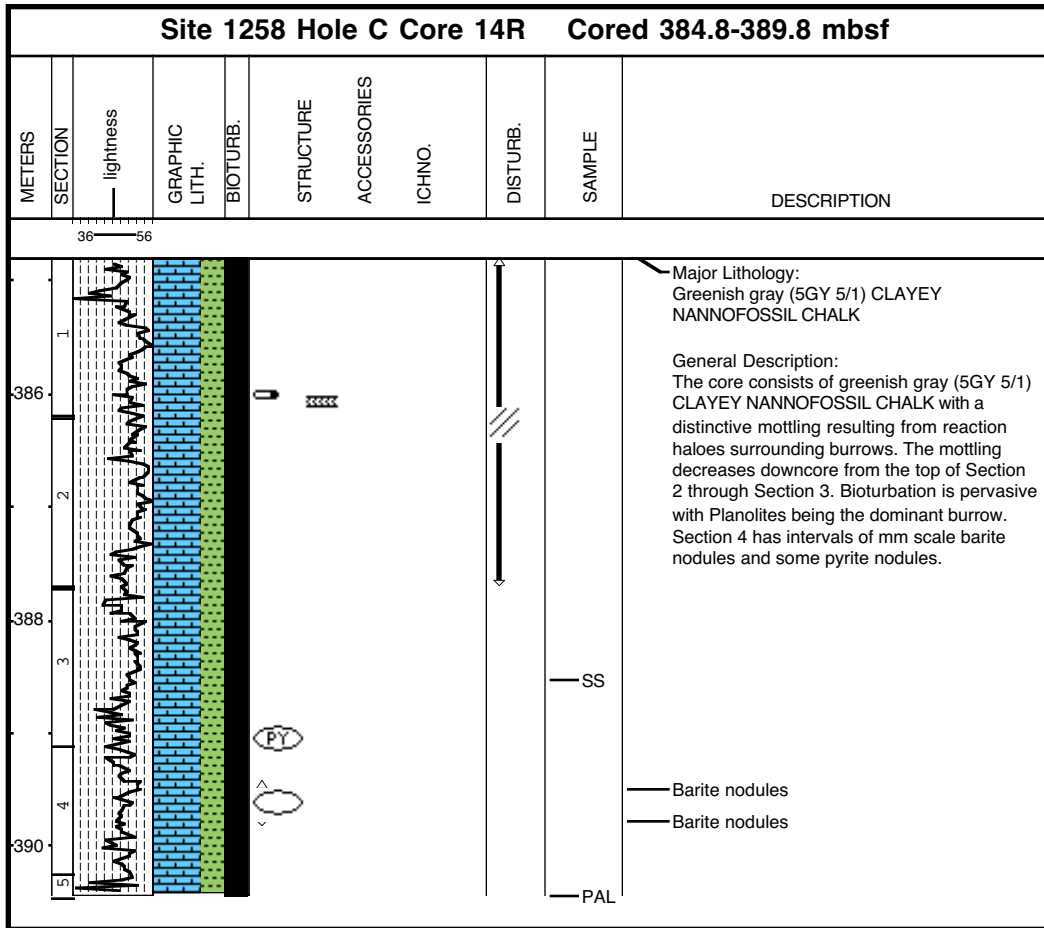 Site 1258 Hole C Core 14R Cored 384.8-389.8 mbsf
METERS
SECTION
lightness
GRAPHIC
LITH.
BIOTURB.
STRUCTURE
ACCESSORIES
ICHNO.
DISTURB.
SAMPLE
DESCRIPTION
36 56
1
2
3
4
5
386
388
390
PY
SS
PAL
Major Lithology:
Greenish gray (5GY 5/1) CLAYEY
NANNOFOSSIL CHALK
General Description:
The core consists of greenish gray (5GY 5/1)
CLAYEY NANNOFOSSIL CHALK with a
distinctive mottling resulting from reaction
haloes surrounding burrows. The mottling
decreases downcore from the top of Section
2 through Section 3. Bioturbation is pervasive
with Planolites being the dominant burrow.
Section 4 has intervals of mm scale barite
nodules and some pyrite nodules.
Barite nodules
Barite nodules